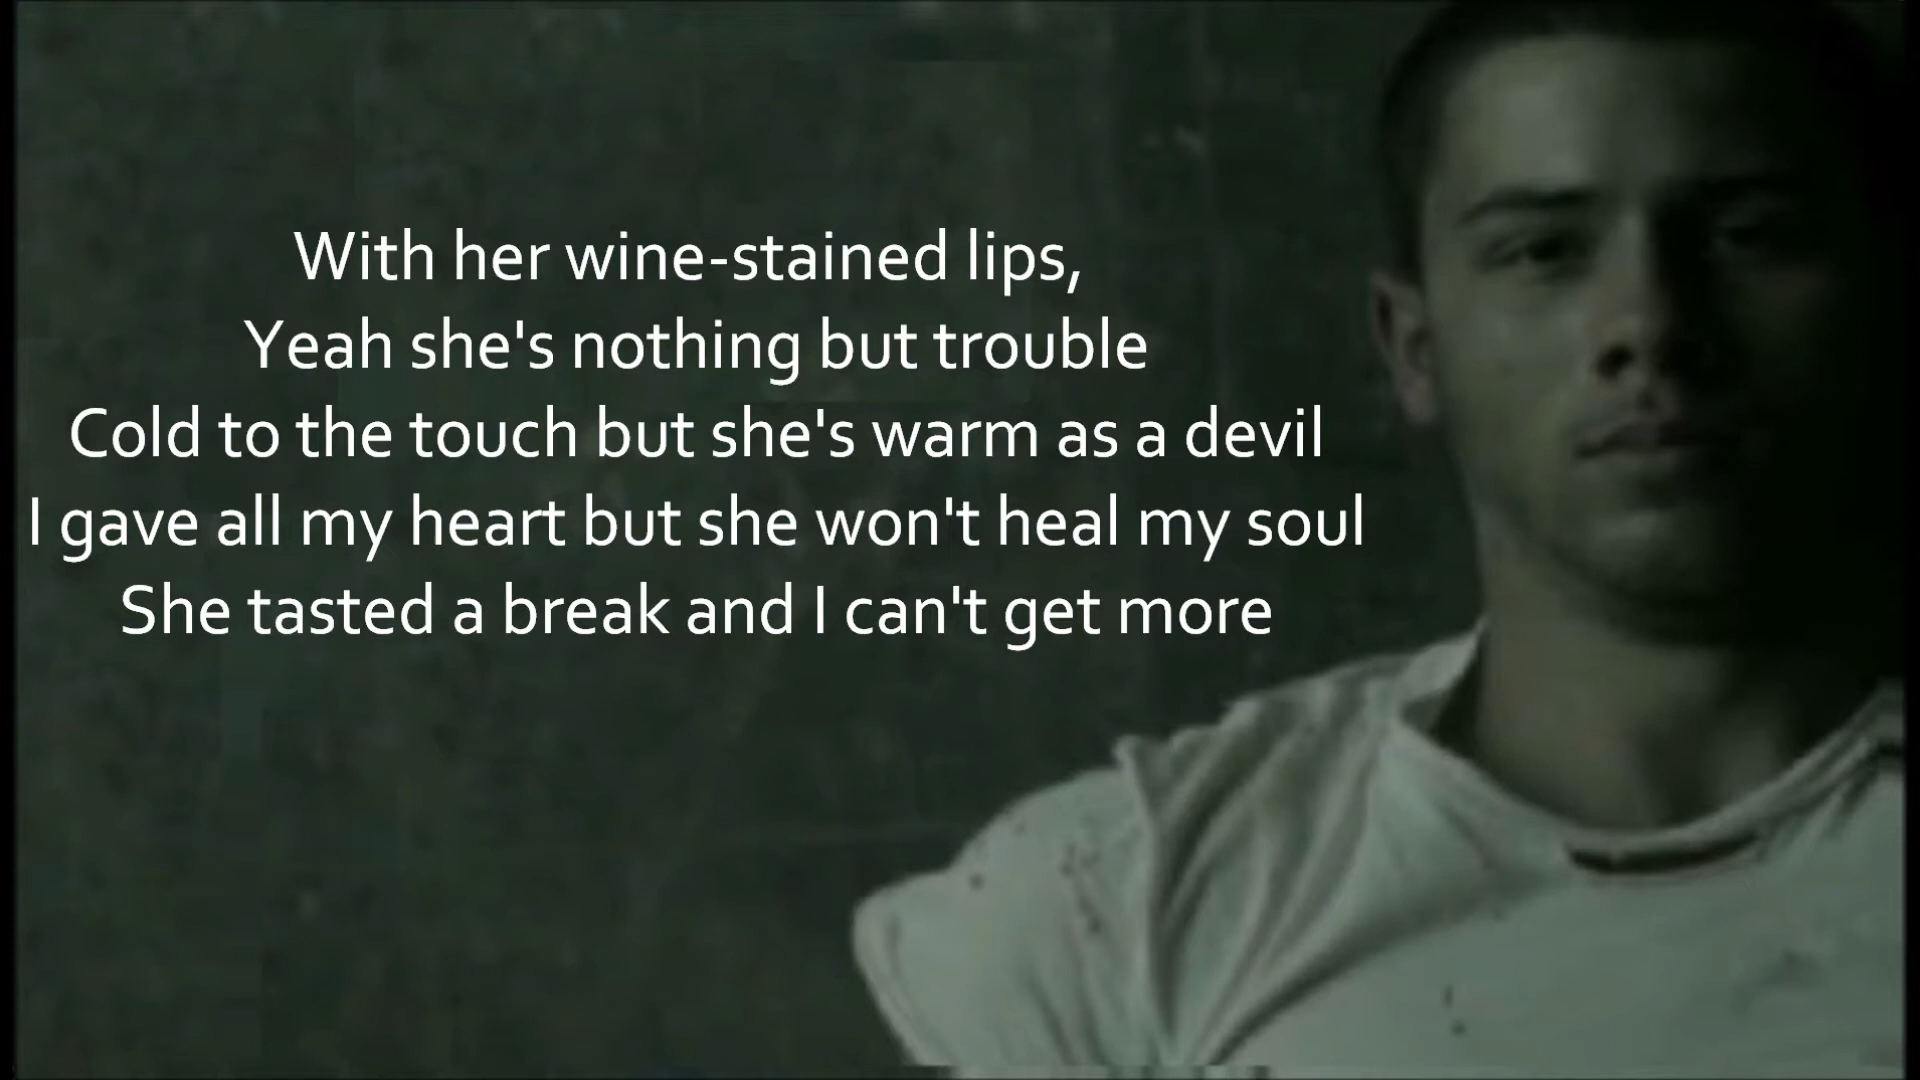 With her wine-stained lips,
Yeah she's nothing but trouble
Cold to the touch but she's warm as a devil
I gave all my heart but she won't heal my soul
She tasted a break and I can't get more